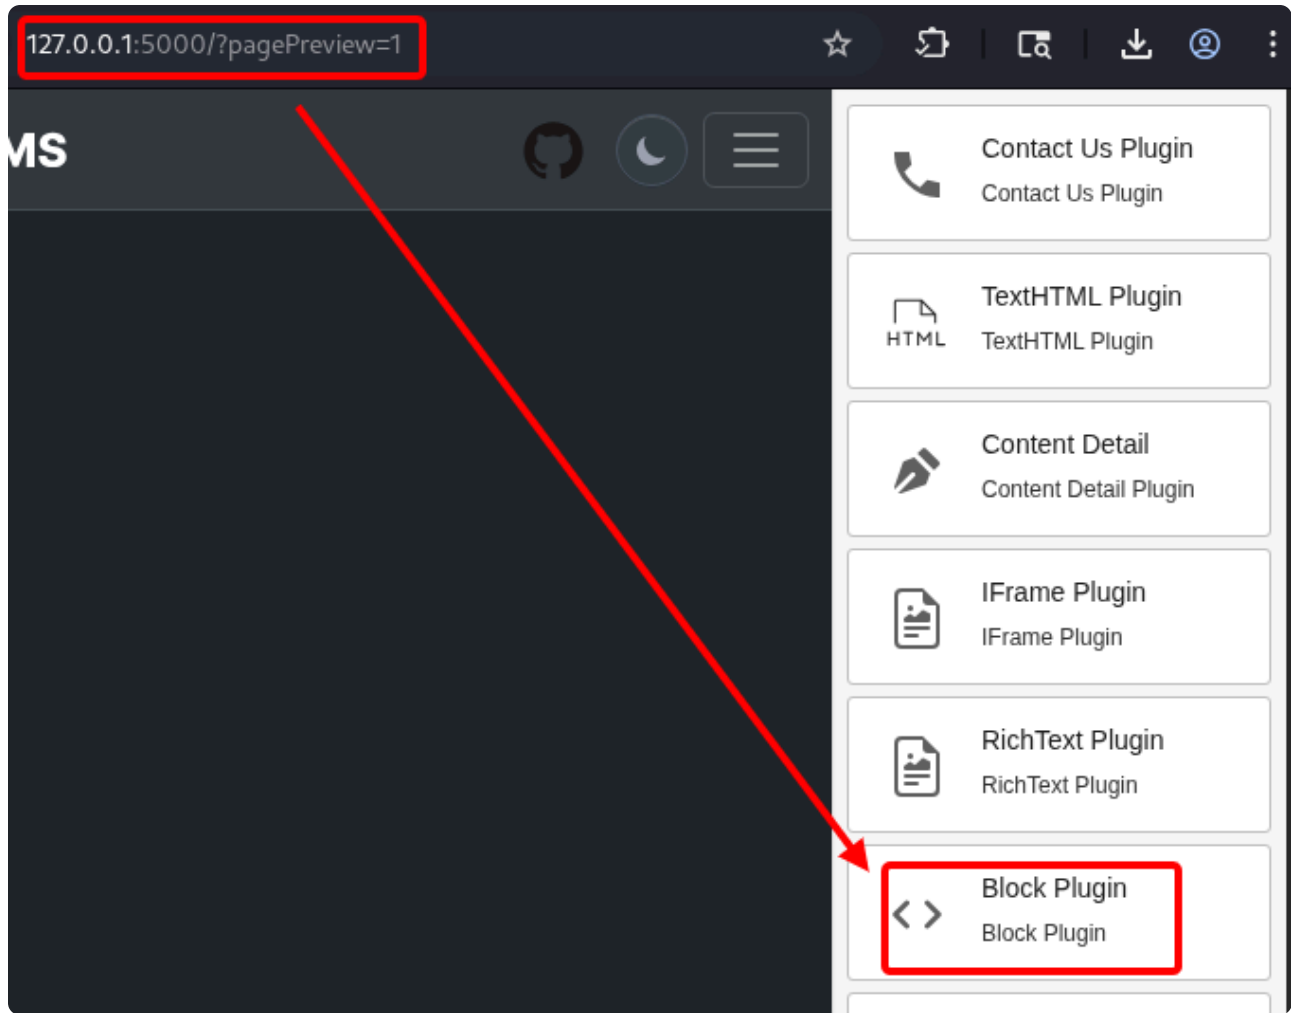 127.0.0.1:5000/?pagePreview=1
MS
Contact Us Plugin
Contact Us Plugin
HTML
TextHTML Plugin
TextHTML Plugin
Content Detail
Content Detail Plugin
IFrame Plugin
IFrame Plugin
RichText Plugin
RichText Plugin
Block Plugin
Block Plugin